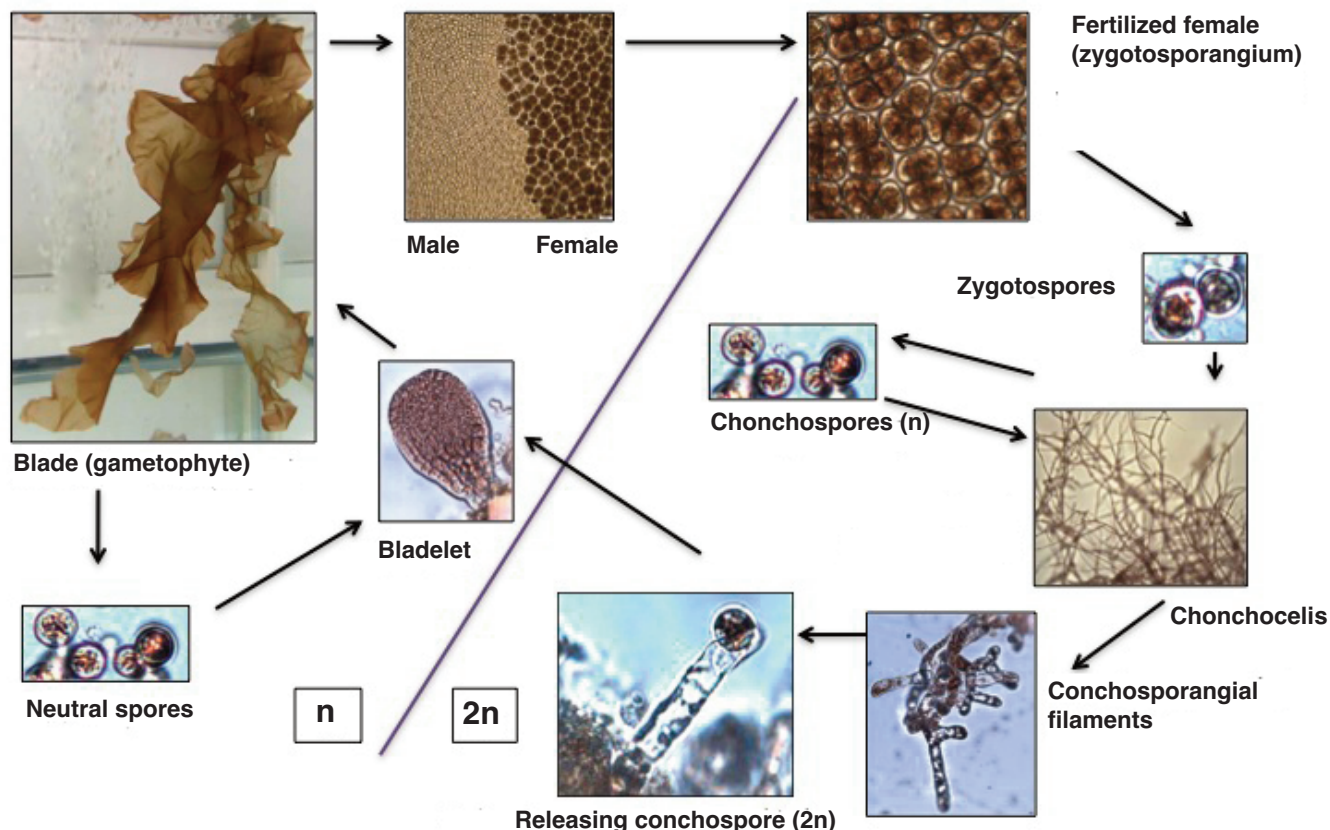 Fertilized female
(zygotosporangium)
Male
Female
Zygotospores
Chonchospores (n)
Blade (gametophyte)
Bladelet
Chonchocelis
Neutral spores
n
2n
Conchosporangial
filaments
Releasing conchospore (2n)